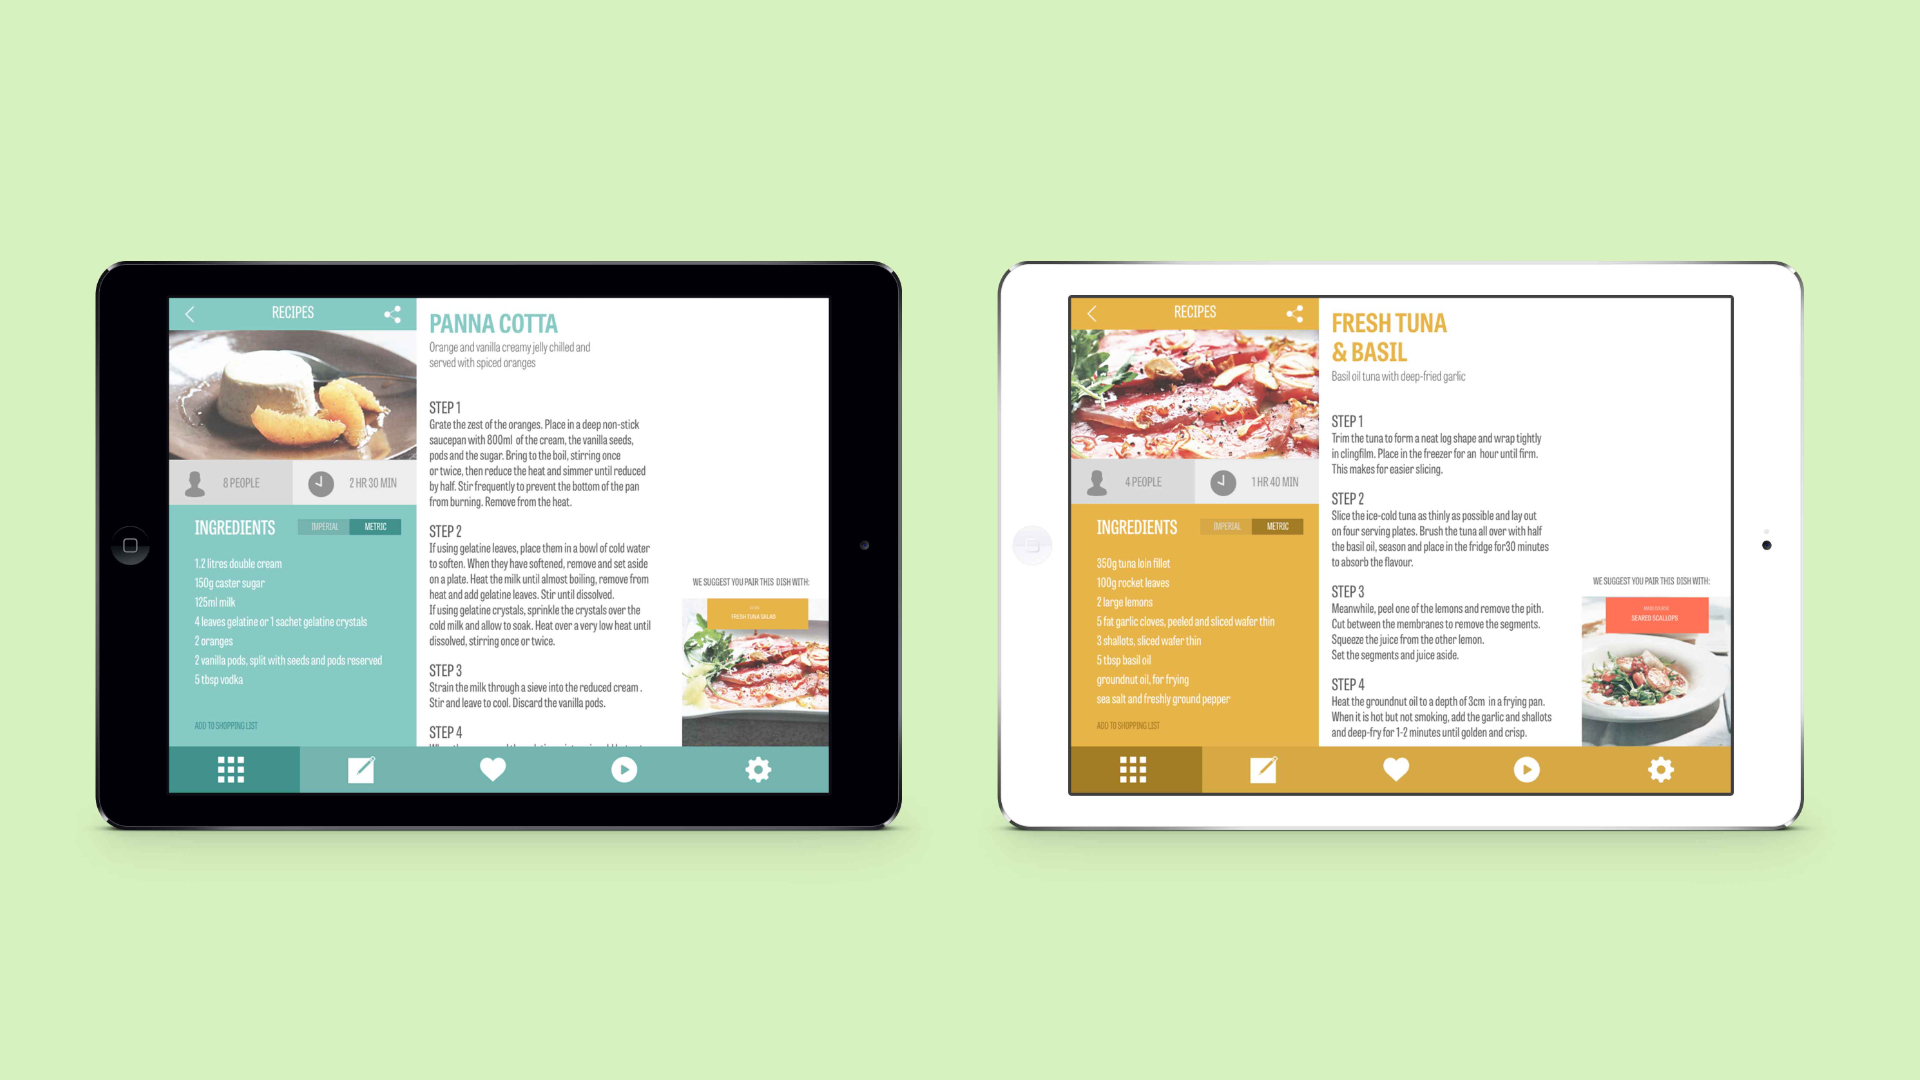 RECIPES
8 PEOPLE
2 HR 30 MIN
INGREDIENTS
IMPERIAL
METRIC
1.2 litres double cream
150g caster sugar
125ml milk
4 leaves gelatine or 1 sachet gelatine crystals
2 oranges
2 vanilla pods, split with seeds and pods reserved
5 tbsp vodka
ADD TO SHOPPING LIST
PANNA COTTA
Orange and vanilla creamy jelly chilled and
served with spiced oranges
STEP 1
Grate the zest of the oranges. Place in a deep non-stick
saucepan with 800ml of the cream, the vanilla seeds,
pods and the sugar. Bring to the boil, stirring once
or twice, then reduce the heat and simmer until reduced
by half. Stir frequently to prevent the bottom of the pan
from burning. Remove from the heat.
STEP 2
If using gelatine leaves, place them in a bowl of cold water
to soften. When they have softened, remove and set aside
on a plate. Heat the milk until almost boiling, remove from
heat and add gelatine leaves. Stir until dissolved.
If using gelatine crystals, sprinkle the crystals over the
cold milk and allow to soak. Heat over a very low heat until
dissolved, stirring once or twice.
STEP 3
Strain the milk through a sieve into the reduced cream .
Stir and leave to cool. Discard the vanilla pods.
STEP 4
WE SUGGEST YOU PAIR THIS DISH WITH:
FRESH TUNA SALAD
RECIPES
4 PEOPLE
1 HR 40 MIN
INGREDIENTS
IMPERIAL
METRIC
350g tuna loin fillot
100g rocket leaves
2 large lemons
5 fat garlic cloves, peeled and sliced wafer thin
3 shallots, sliced wafer thin
5 tbsp basil oil
groundnut oil, for frying
sea salt and freshly ground pepper
ADD TO SHOPPING LIST
FRESH TUNA
& BASIL
Basil oil tuna with deep-fried garlic
STEP 1
Trim the tuna to form a neat log shape and wrap tightly
in clingfilm. Place in the freezer for an hour until firm.
This makes for easier slicing.
STEP 2
Slice the ice-cold tuna as thinly as possible and lay out
on four serving plates. Brush the tuna all over with half
the basil oil, season and place in the fridge for30 minutes
to absorb the flavour.
STEP 3
Meanwhile, peel one of the lemons and remove the pith.
Cut between the membranes to remove the segments.
Squeeze the juice from the other lemon.
Set the segments and juice aside.
STEP 4
Heat the groundnut oil to a depth of 3cm in a frying pan.
When it is hot but not smoking, add the garlic and shallots
and deep-fry for 1-2 minutes until golden and crisp.
WE SUGGEST YOU PAIR THIS DISH WITH:
SEARED SCALLOPS